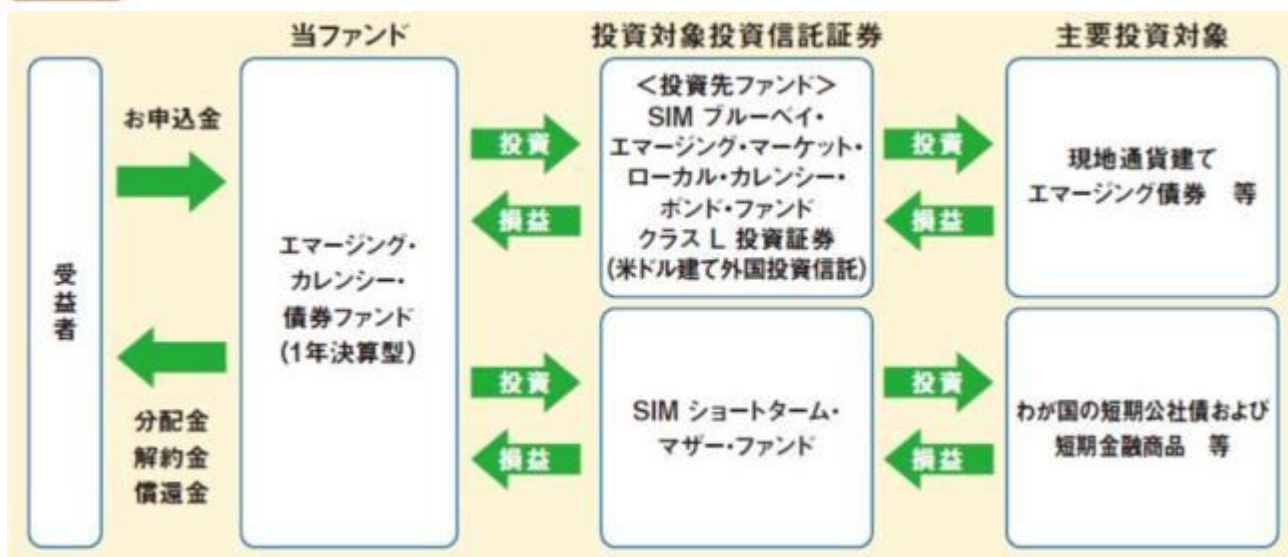 当ファンド
投資対象投資信託証券
主要投資対象
受益者
お申込金
分配金
解約金
償還金
エマージング・
カレンシー・
債券ファンド
(1年決算型)
投資
損益
＜投資先ファンド＞
SIM ブルーベイ・
エマージング・マーケット・
ローカル・カレンシー・
ボンド・ファンド
クラス L 投資証券
(米ドル建て外国投資信託)
投資
損益
現地通貨建て
エマージング債券 等
投資
損益
SIM ショートターム・
マザー・ファンド
投資
損益
わが国の短期公社債および
短期金融商品 等